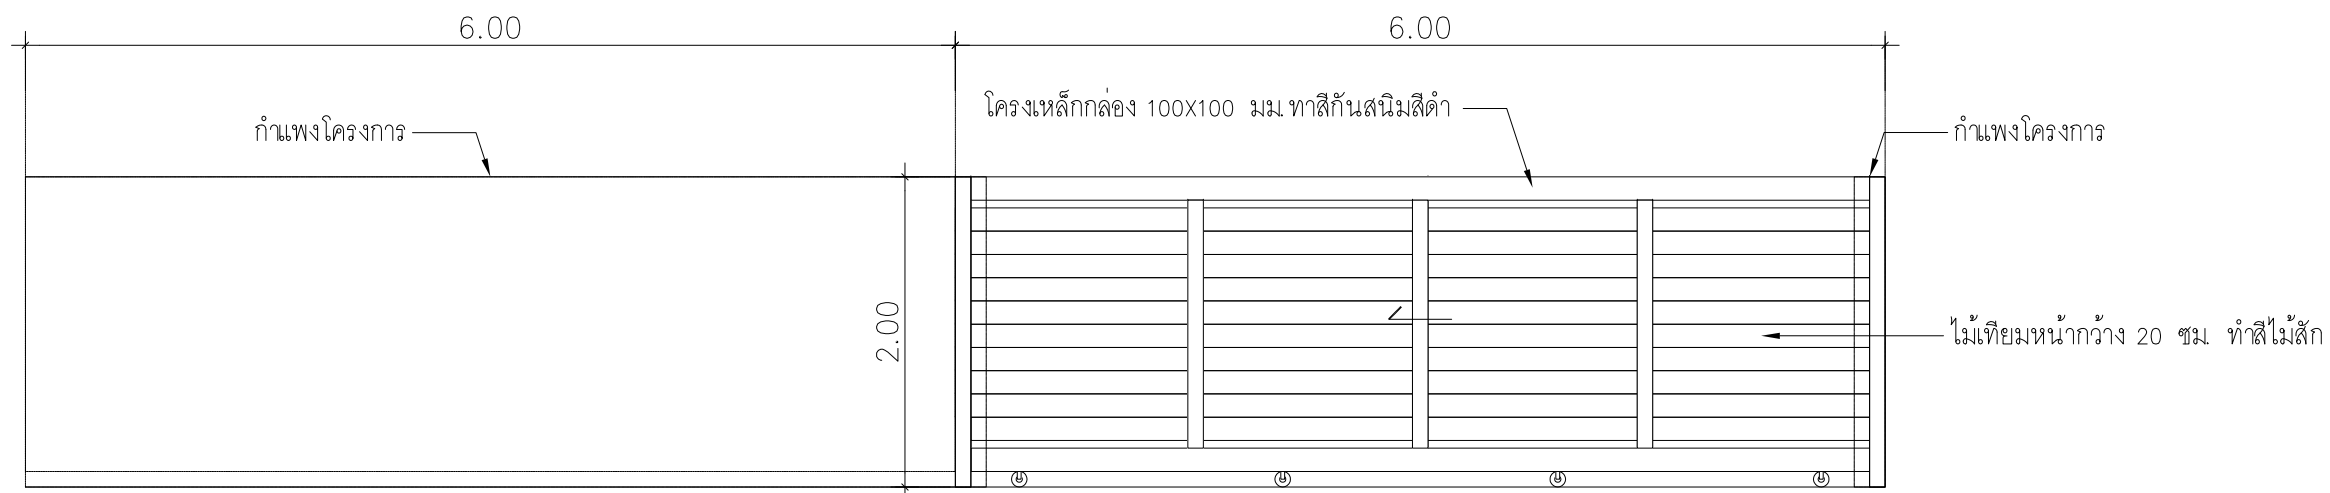 6.00
6.00
โครงเหล็กกล่อง 100X100 มม.ทาสีกันสนิมสีดำ
กำแพงโครงการ
กำแพงโครงการ
2.00
ไม้เทียมหน้ากว้าง 20 ซม. ทำสีไม้สัก